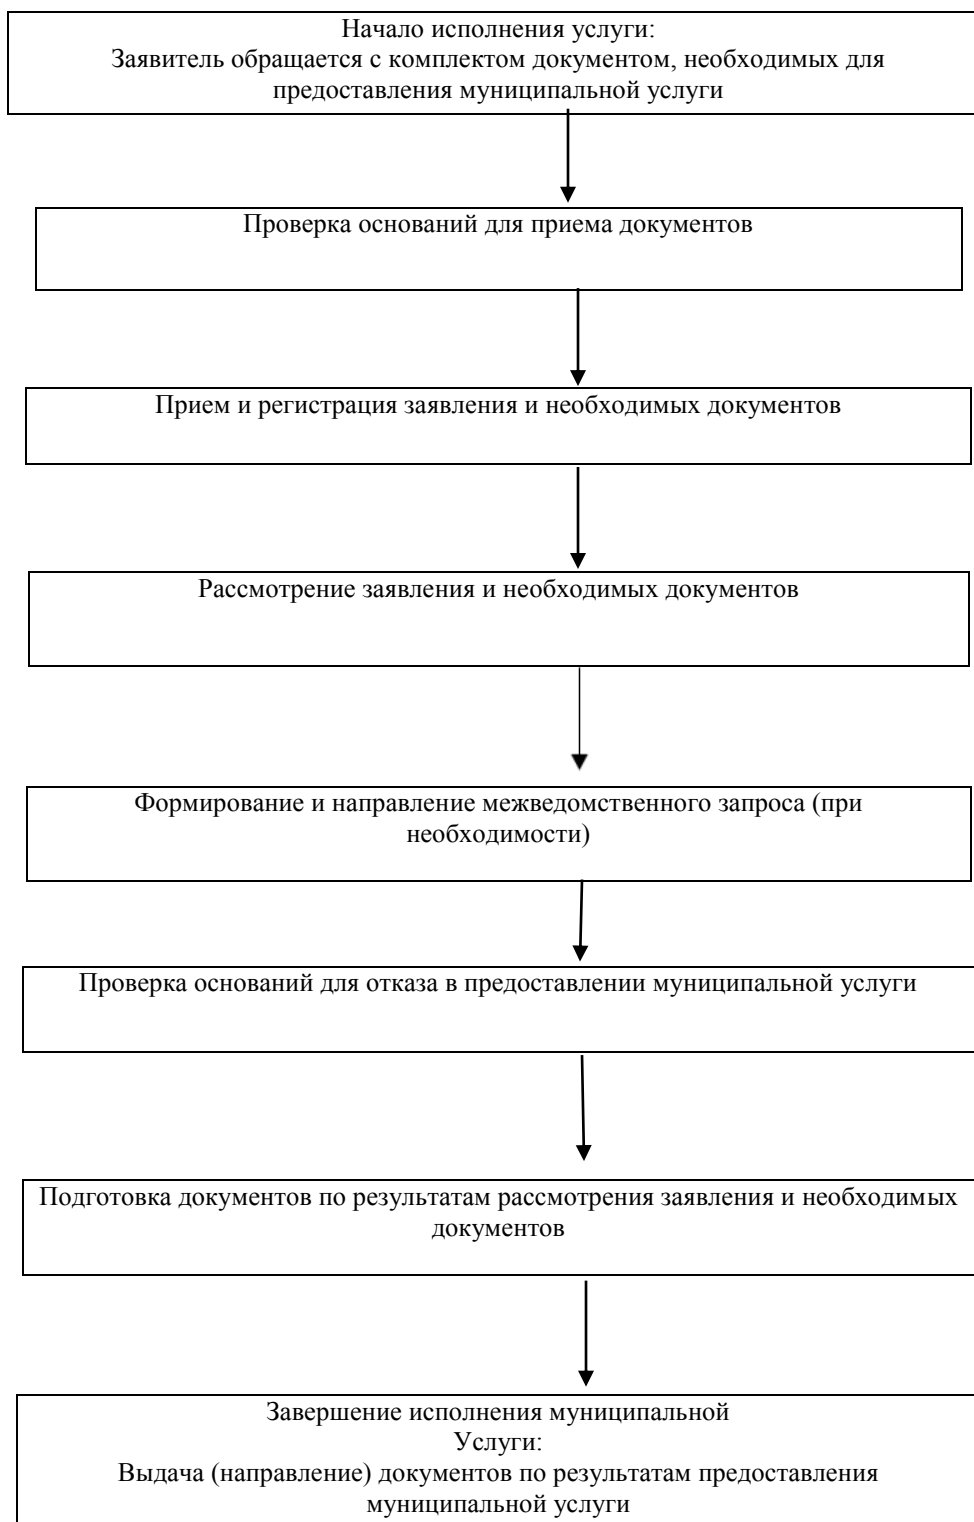 Начало исполнения услуги:
Заявитель обращается с комплектом документом, необходимых для
предоставления муниципальной услуги
Проверка оснований для приема документов
Прием и регистрация заявления и необходимых документов
Рассмотрение заявления и необходимых документов
Формирование и направление межведомственного запроса (при
необходимости)
Проверка оснований для отказа в предоставлении муниципальной услуги
Подготовка документов по результатам рассмотрения заявления и необходимых
документов
Завершение исполнения муниципальной
Услуги:
Выдача (направление) документов по результатам предоставления
муниципальной услуги